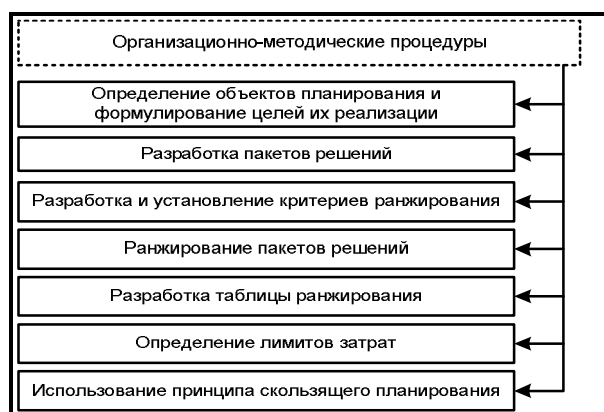 Организационно-методические процедуры
Определение объектов планирования и
формулирование целей их реализации
Разработка пакетов решений
Разработка и установление критериев ранжирования
Ранжирование пакетов решений
Разработка таблицы ранжирования
Определение лимитов затрат
Использование принципа скользящего планирования